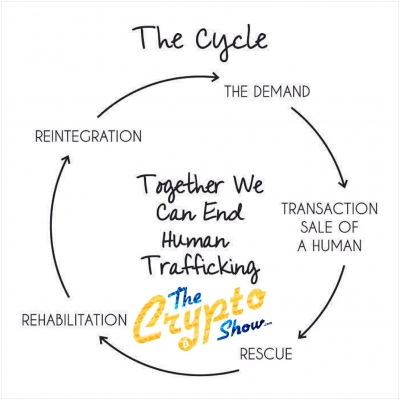 The Cycle
THE DEMAND
TRANSACTION
SALE OF
A HUMAN
RESCUE
REHABILITATION
REINTEGRATION
Together We
Can End
Human
Trafficking
The
Crypto
Show...